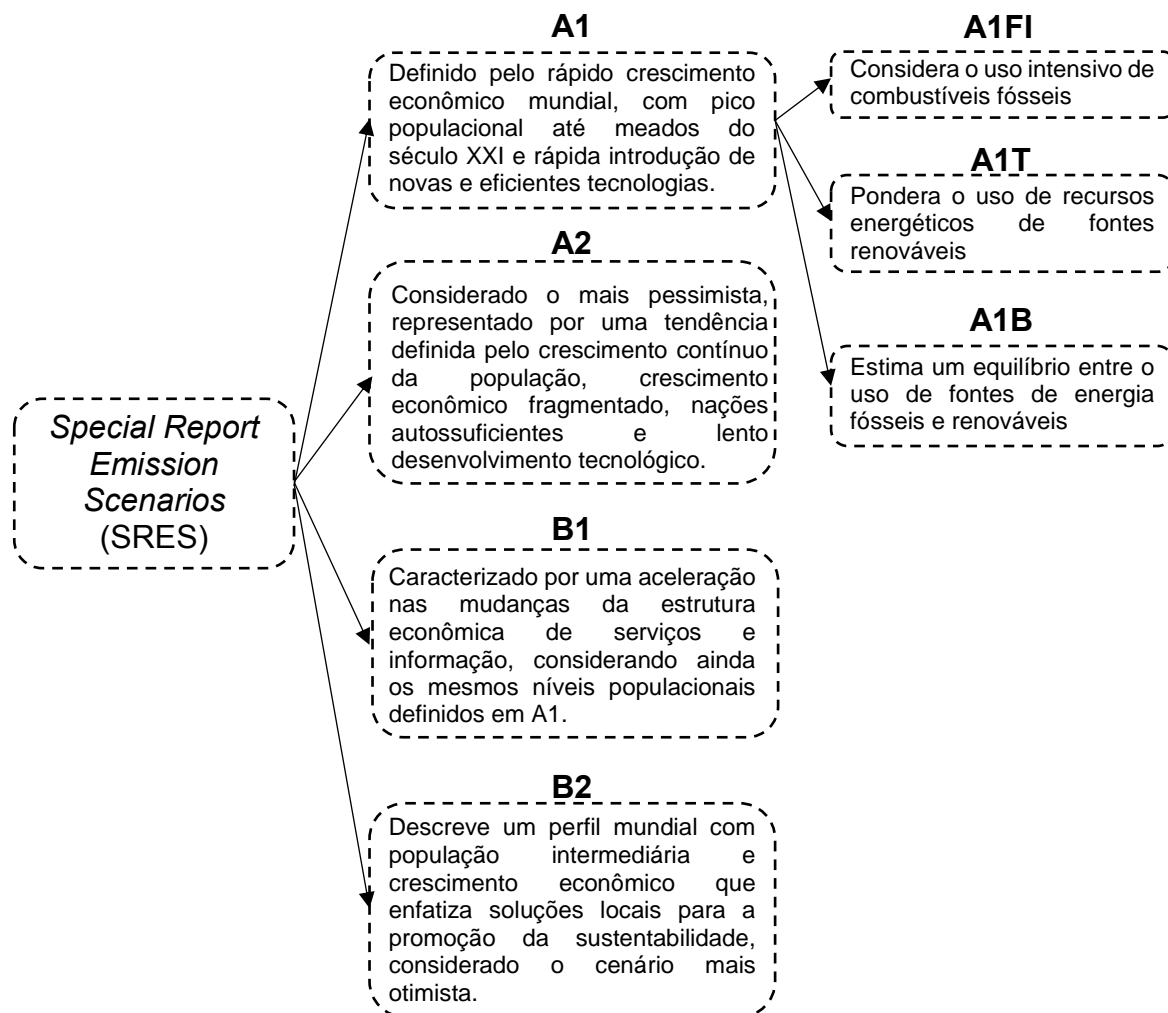 Special Report
Emission
Scenarios
(SRES)
A1
Definido pelo rápido crescimento
econômico mundial, com pico
populacional até meados do
século XXI e rápida introdução de
novas e eficientes tecnologias.
A2
Considerado o mais pessimista,
representado por uma tendência
definida pelo crescimento contínuo
da população, crescimento
econômico fragmentado, nações
autossuficientes e lento
desenvolvimento tecnológico.
B1
Caracterizado por uma aceleração
nas mudanças da estrutura
econômica de serviços e
informação, considerando ainda
os mesmos níveis populacionais
definidos em A1.
B2
Descreve um perfil mundial com
população intermediária e
crescimento econômico que
enfatiza soluções locais para a
promoção da sustentabilidade,
considerado o cenário mais
otimista.
A1FI
Considera o uso intensivo de
combustíveis fósseis
A1T
Pondera o uso de recursos
energéticos de fontes
renováveis
A1B
Estima um equilíbrio entre o
uso de fontes de energia
fósseis e renováveis